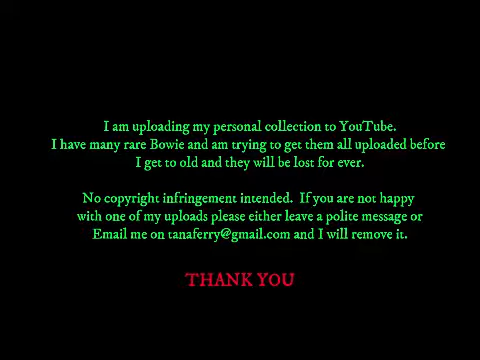 I am uploading my personal collection to YouTube.
I have many rare Bowie and am trying to get them all uploaded before
I get to old and they will be lost for ever.
No copyright infringement intended. If you are not happy
with one of my uploads please either leave a polite message or
Email me on tanaferry@gmail.com and I will remove it.
THANK YOU